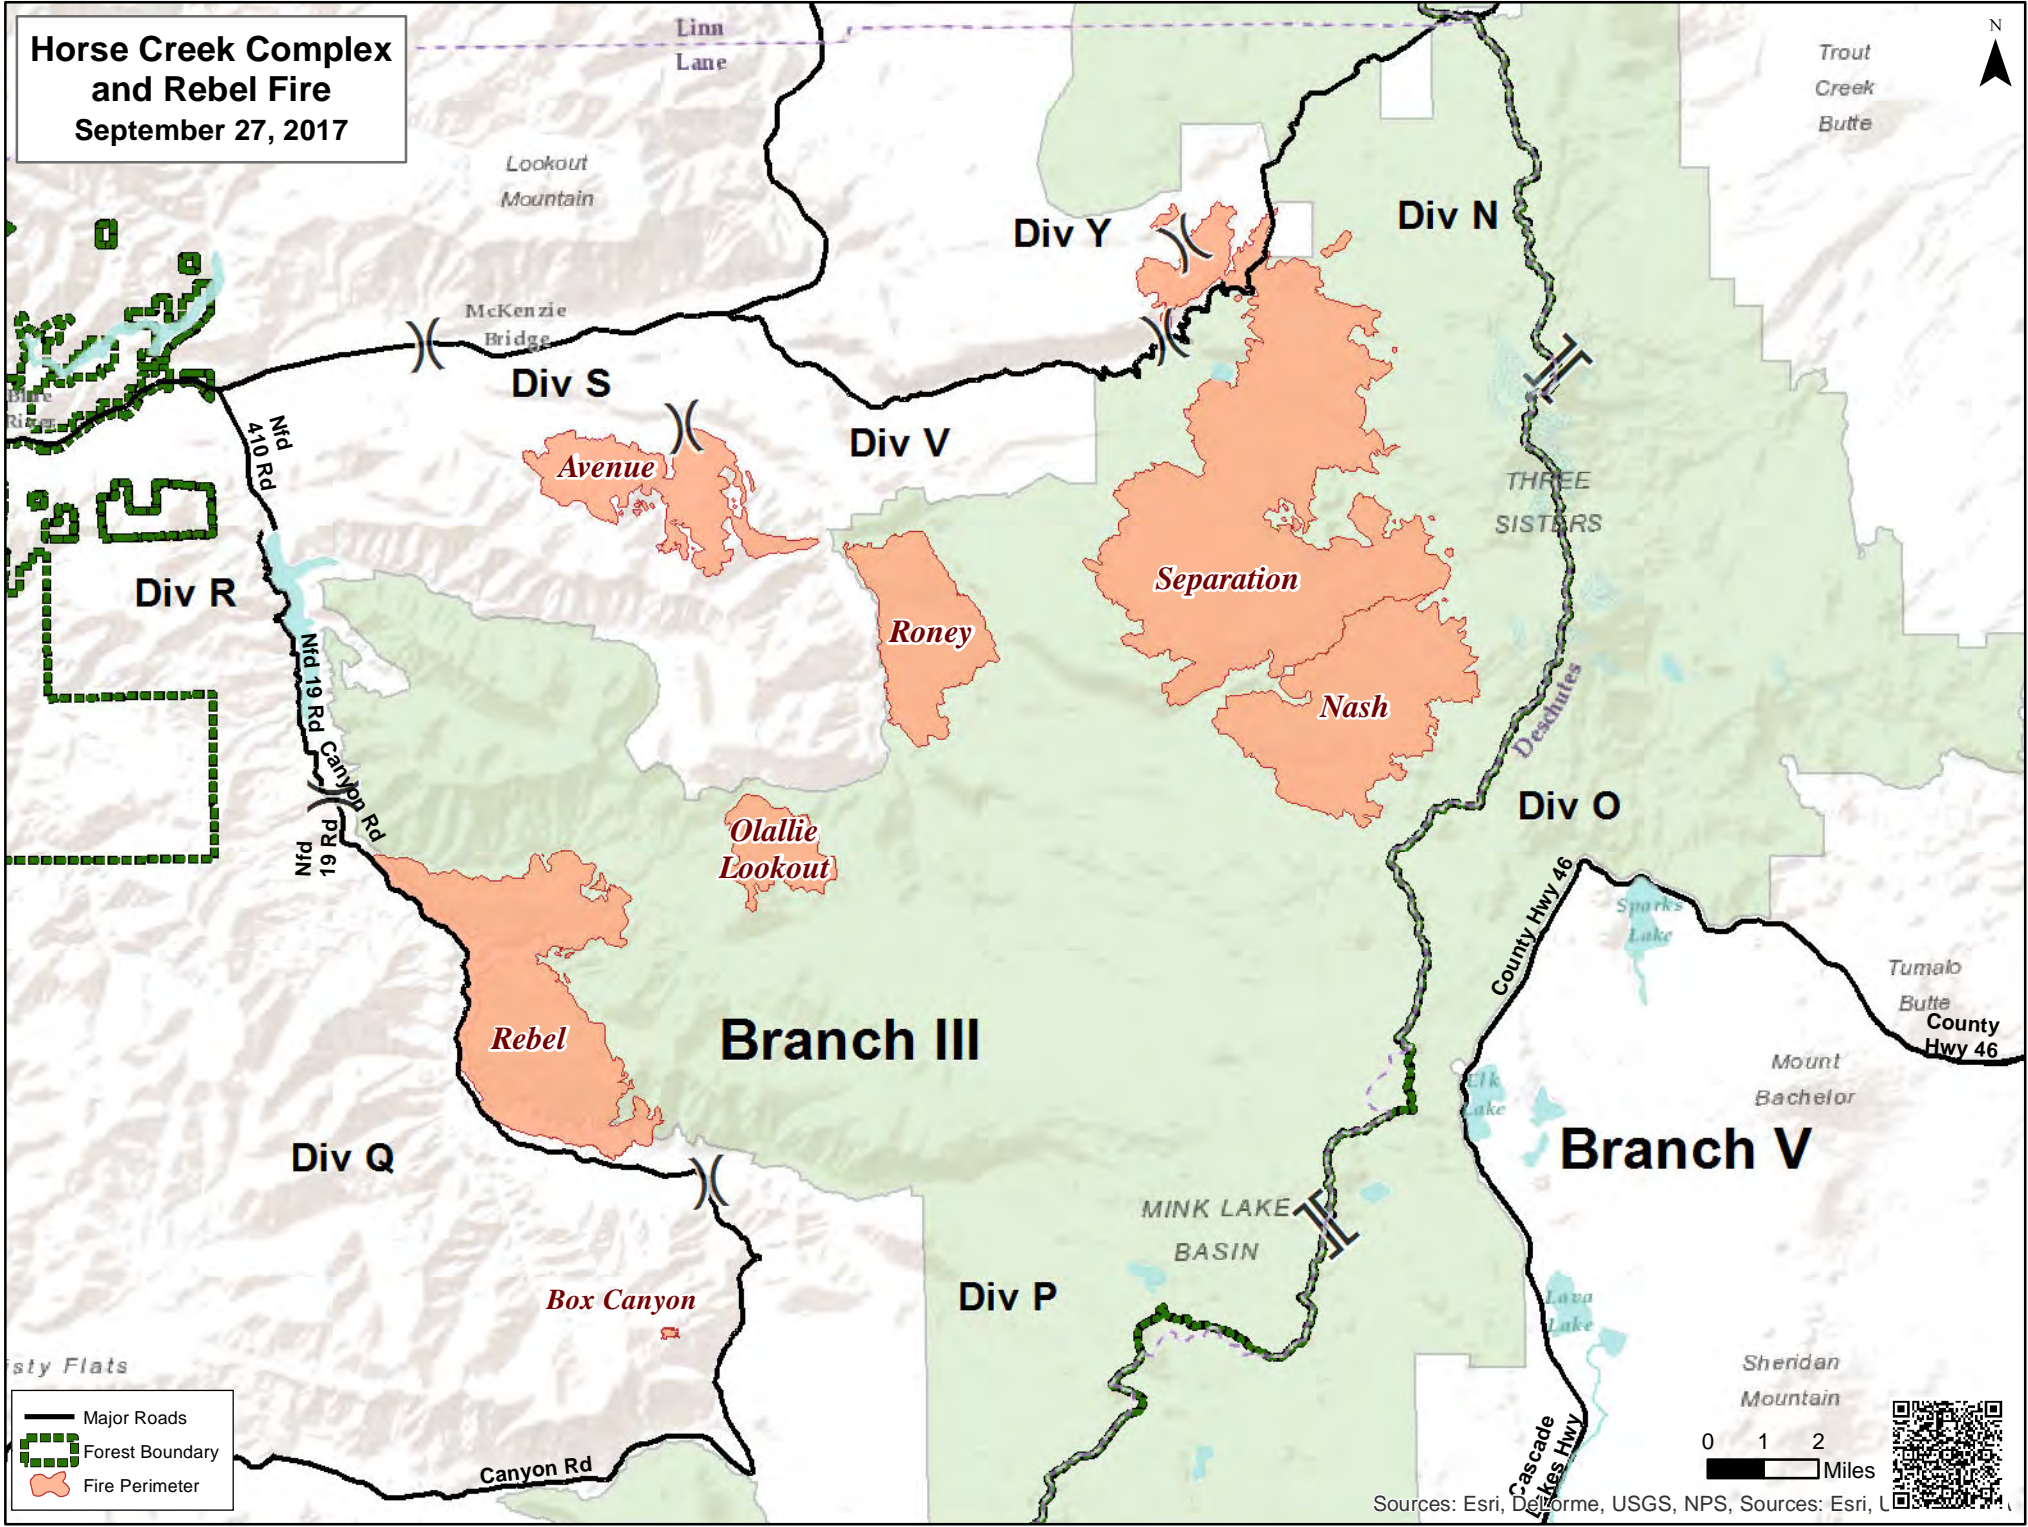 Horse Creek Complex
and Rebel Fire
September 27, 2017
Linn
Lane
N
Trout
Creek
Butte
Lookout
Mountain
Div Y
Div N
McKenzie
Bridge
Div S
Blue
River
Nfd
410 Rd
Div V
Avenue
THREE
SISTERS
Div R
Separation
Roney
Nfd 19 Rd
Nash
Deschutes
Canyon Rd
Div O
Nfd
19 Rd
Olallie
Lookout
County Hwy 46
Sparks
Lake
Tumalo
Butte
County
Hwy 46
Rebel
Branch III
Mount
Bachelor
Elk
Lake
Branch V
Div Q
MINK LAKE
BASIN
Div P
Box Canyon
Lava
Lake
isty Flats
Sheridan
Mountain
Major Roads
Forest Boundary
Fire Perimeter
Canyon Rd
Cascade
Lakes Hwy
0 1 2
Miles
Sources: Esri, DeLorme, USGS, NPS, Sources: Esri, U